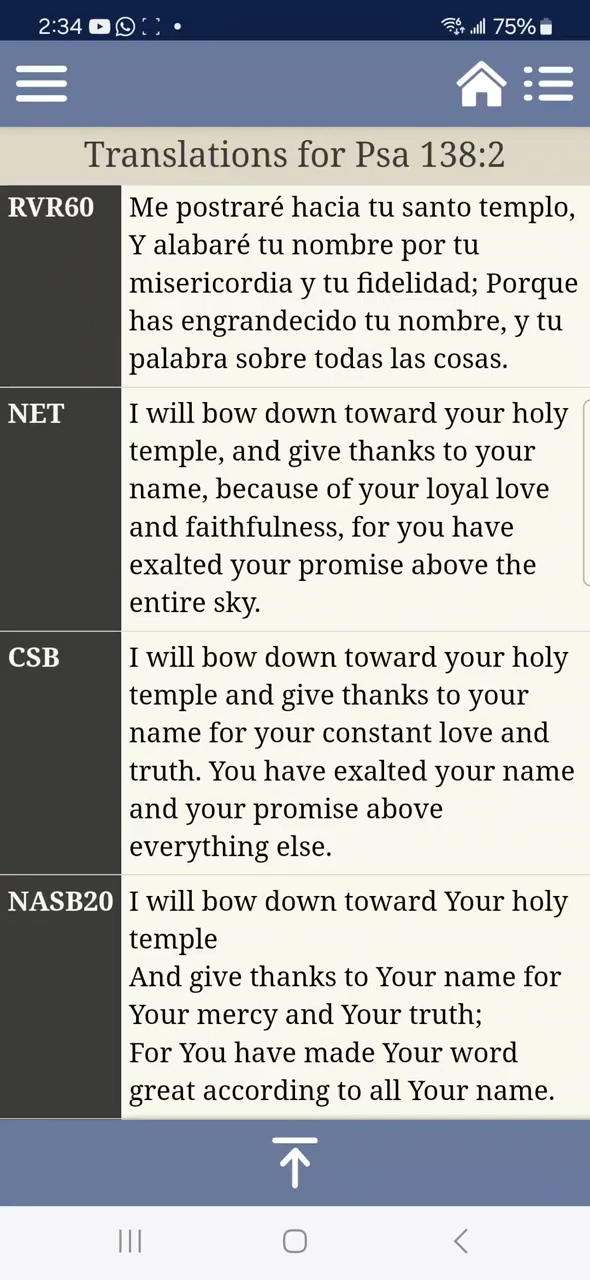 2:34
75%
Translations for Psa 138:2
RVR60
Me postraré hacia tu santo templo,
Y alabaré tu nombre por tu
misericordia y tu fidelidad; Porque
has engrandecido tu nombre, y tu
palabra sobre todas las cosas.
NET
I will bow down toward your holy
temple, and give thanks to your
name, because of your loyal love
and faithfulness, for you have
exalted your promise above the
entire sky.
CSB
I will bow down toward your holy
temple and give thanks to your
name for your constant love and
truth. You have exalted your name
and your promise above
everything else.
NASB20
I will bow down toward Your holy
temple
And give thanks to Your name for
Your mercy and Your truth;
For You have made Your word
great according to all Your name.